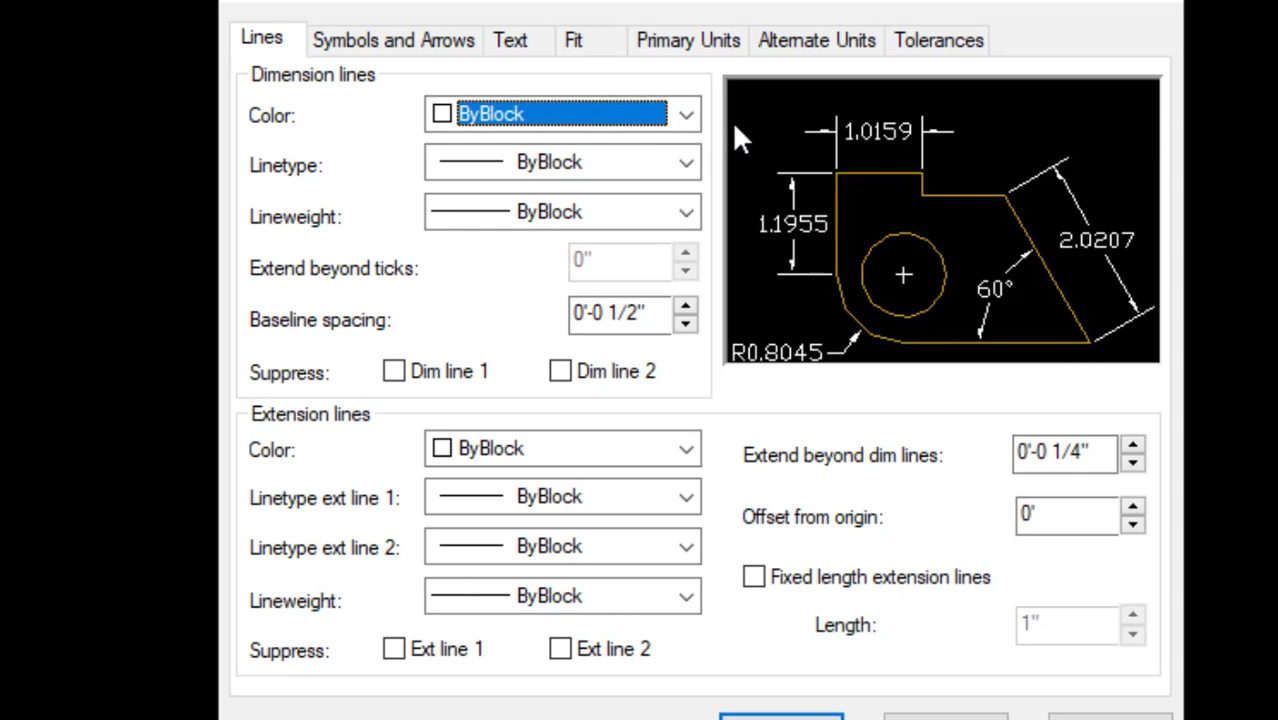 Lines Symbols and Arrows Text Fit Primary Units Alternate Units Tolerances
Dimension lines
Color: ByBlock
Linetype: ByBlock
Lineweight: ByBlock
Extend beyond ticks: 0"
Baseline spacing: 0'-0 1/2"
Suppress: Dim line 1 Dim line 2
1.0159
1.1955
2.0207
60°
R0.8045
Extension lines
Color: ByBlock
Linetype ext line 1: ByBlock
Linetype ext line 2: ByBlock
Lineweight: ByBlock
Suppress: Ext line 1 Ext line 2
Extend beyond dim lines: 0'-0 1/4"
Offset from origin: 0'
Fixed length extension lines
Length: 1"